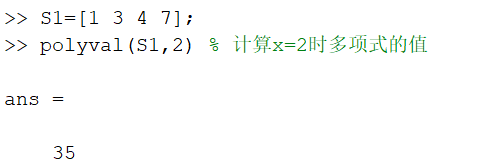 >> S1=[1 3 4 7];
>> polyval(S1,2) % 计算x=2时多项式的值
ans =
35